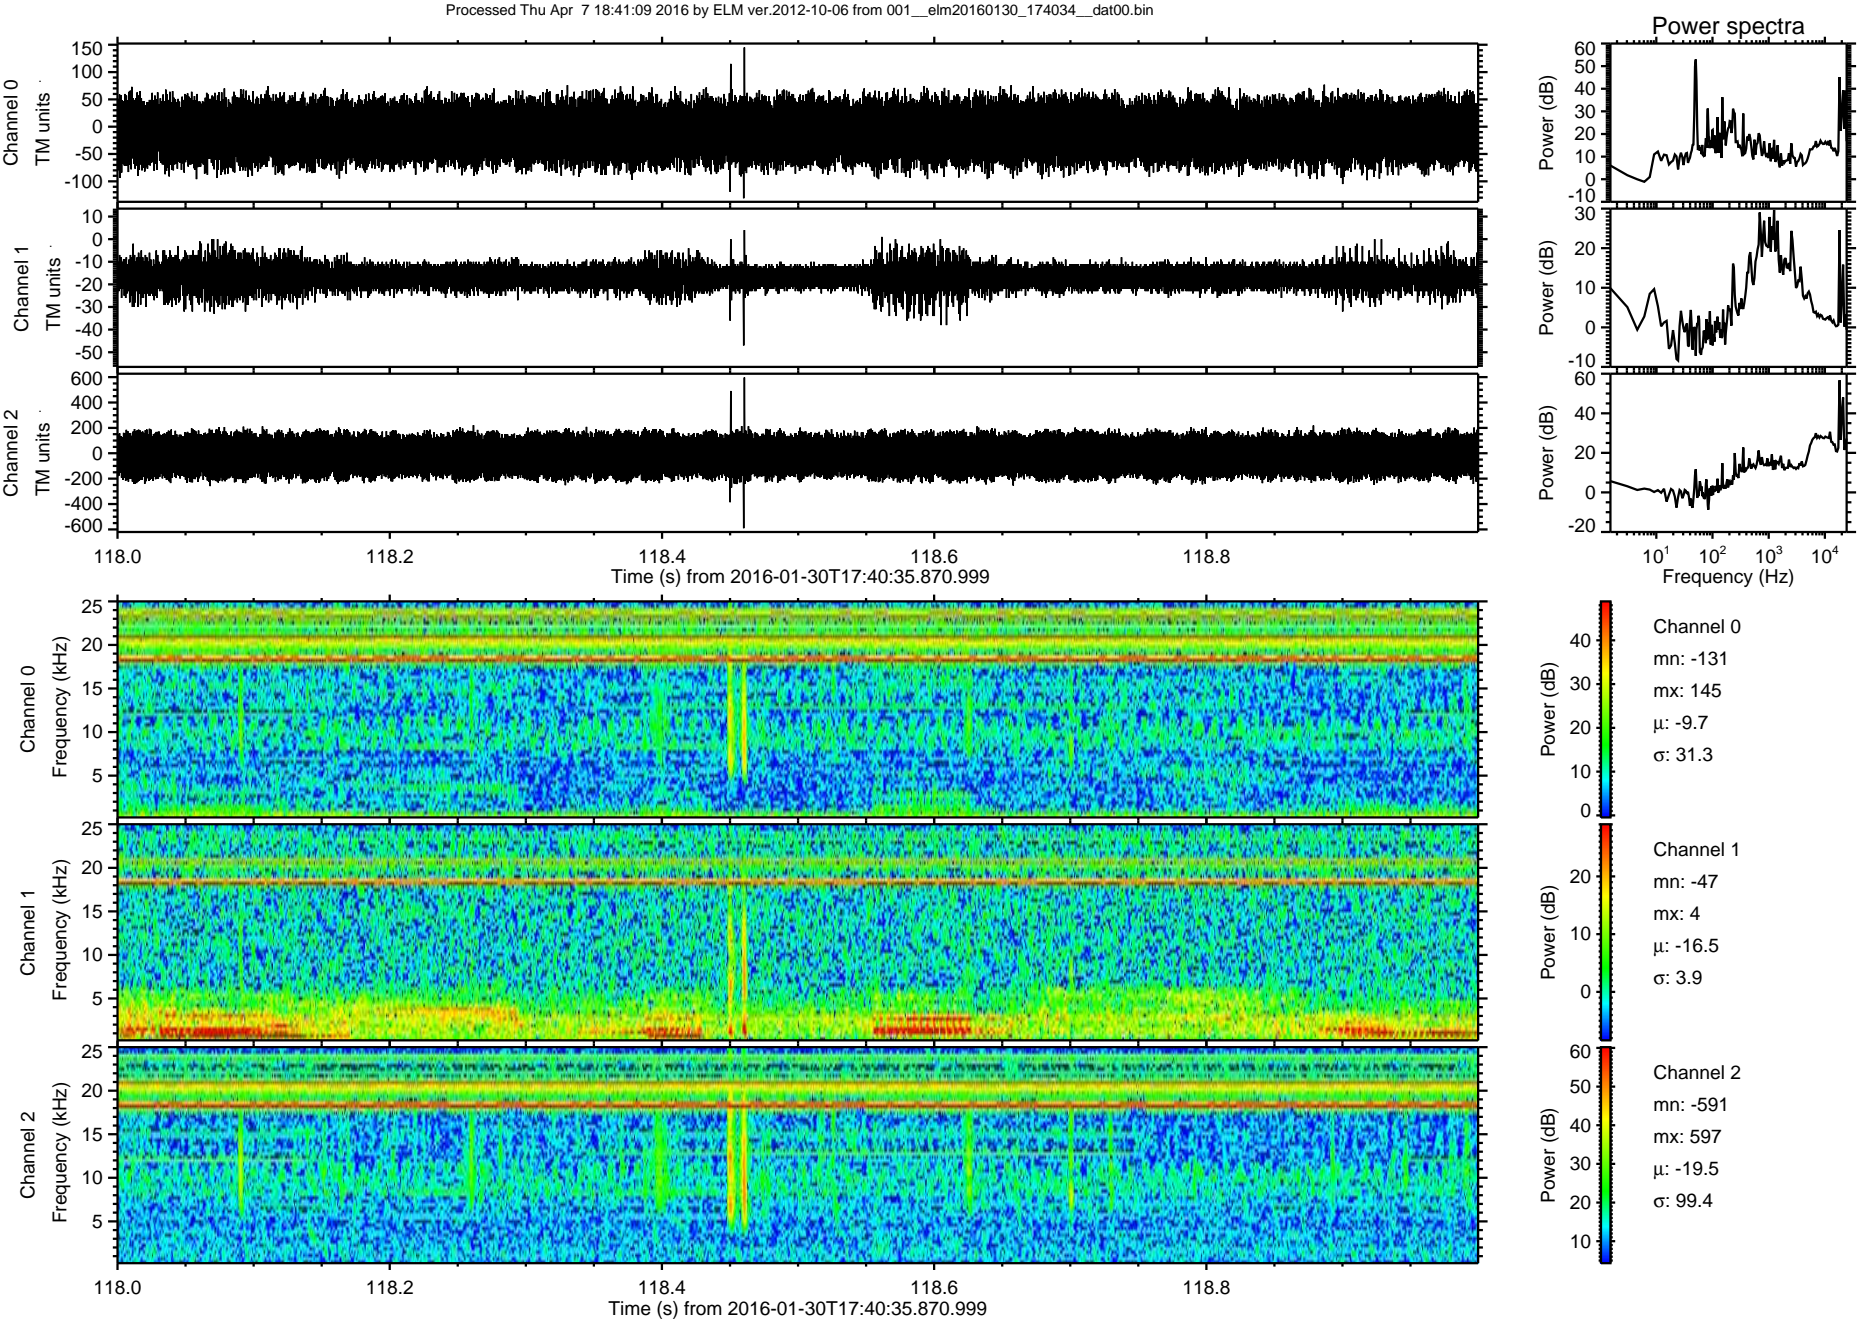 Processed Thu Apr  7 18:41:09 2016 by ELM ver.2012-10-06 from 001__elm20160130_174034__dat00.bin
Power spectra
Channel 0
TM units
150
100
50
0
-50
-100
Power (dB)
60
50
40
30
20
10
0
-10
Channel 1
TM units
10
0
-10
-20
-30
-40
-50
Power (dB)
30
20
10
0
-10
Channel 2
TM units
600
400
200
0
-200
-400
-600
Power (dB)
60
40
20
0
-20
118.0 118.2 118.4 118.6 118.8
Time (s) from 2016-01-30T17:40:35.870.999
10¹ 10² 10³ 10⁴
Frequency (Hz)
Channel 0
Frequency (kHz)
25
20
15
10
5
Power (dB)
40
30
20
10
0
Channel 0
mn: -131
mx: 145
μ: -9.7
σ: 31.3
Channel 1
Frequency (kHz)
25
20
15
10
5
Power (dB)
20
10
0
Channel 1
mn: -47
mx: 4
μ: -16.5
σ: 3.9
Channel 2
Frequency (kHz)
25
20
15
10
5
Power (dB)
60
50
40
30
20
10
Channel 2
mn: -591
mx: 597
μ: -19.5
σ: 99.4
118.0 118.2 118.4 118.6 118.8
Time (s) from 2016-01-30T17:40:35.870.999